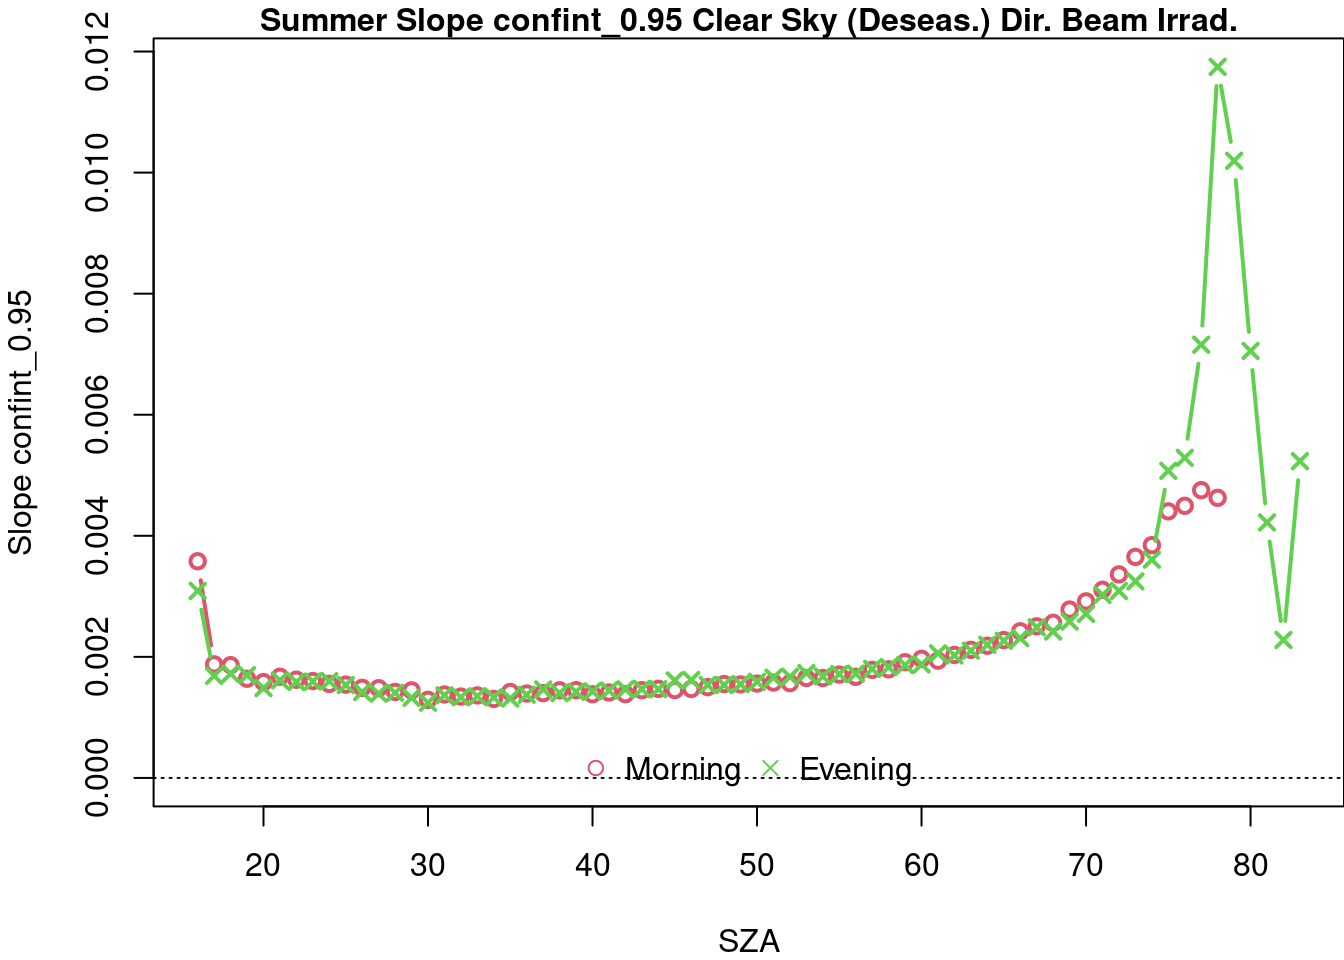 Summer Slope confint_0.95 Clear Sky (Deseas.) Dir. Beam Irrad.
Slope confint_0.95
0.012
0.010
0.008
0.006
0.004
0.002
0.000
Morning Evening
20 30 40 50 60 70 80
SZA